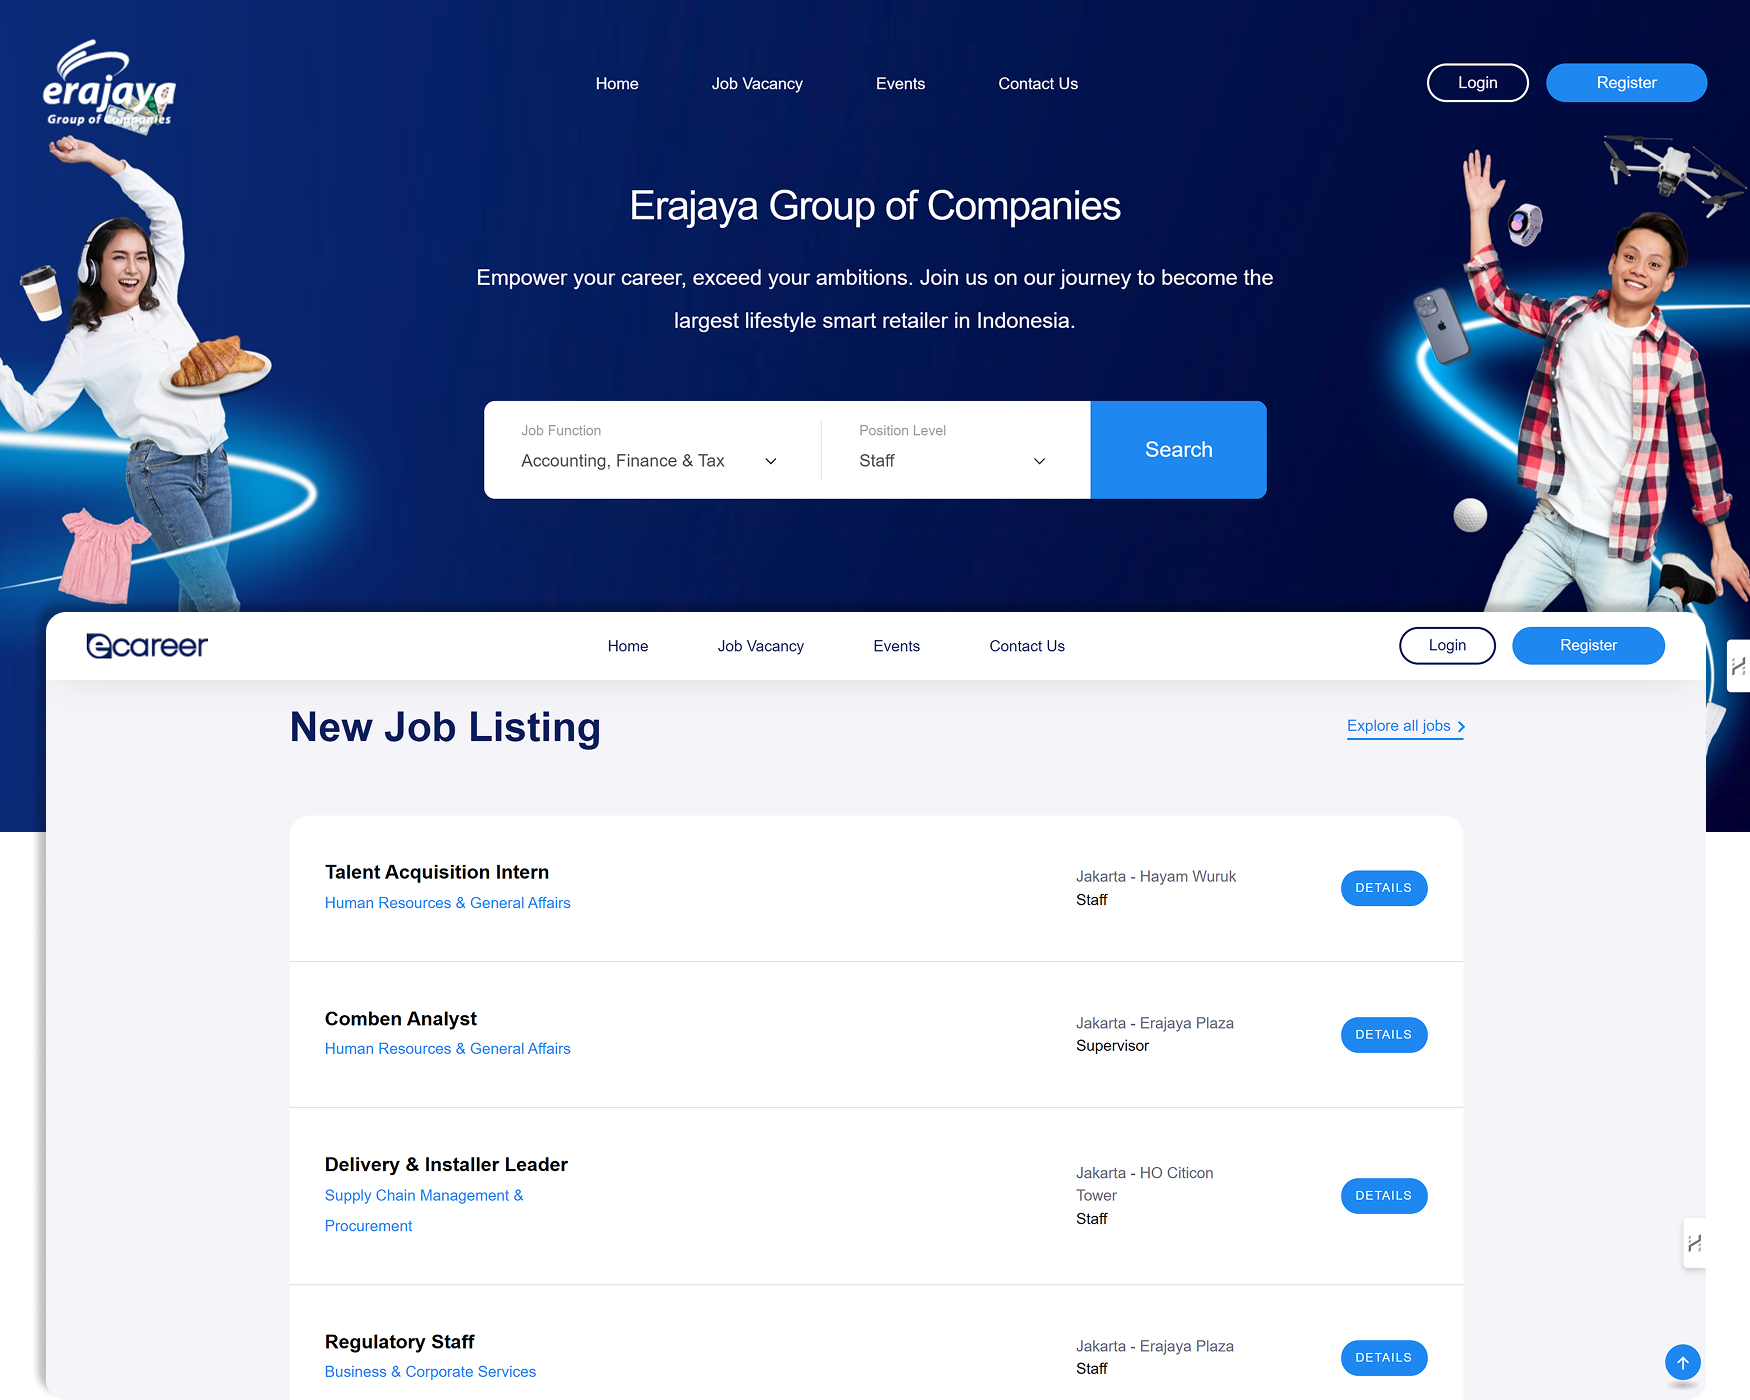 erajaya
Group of Companies
Home
Job Vacancy
Events
Contact Us
Login
Register
Erajaya Group of Companies
Empower your career, exceed your ambitions. Join us on our journey to become the
largest lifestyle smart retailer in Indonesia.
Job Function
Accounting, Finance & Tax
Position Level
Staff
Search
ecareer
Home
Job Vacancy
Events
Contact Us
Login
Register
New Job Listing
Explore all jobs
Talent Acquisition Intern
Human Resources & General Affairs
Jakarta - Hayam Wuruk
Staff
DETAILS
Comben Analyst
Human Resources & General Affairs
Jakarta - Erajaya Plaza
Supervisor
DETAILS
Delivery & Installer Leader
Supply Chain Management &
Procurement
Jakarta - HO Citicon
Tower
Staff
DETAILS
Regulatory Staff
Business & Corporate Services
Jakarta - Erajaya Plaza
Staff
DETAILS